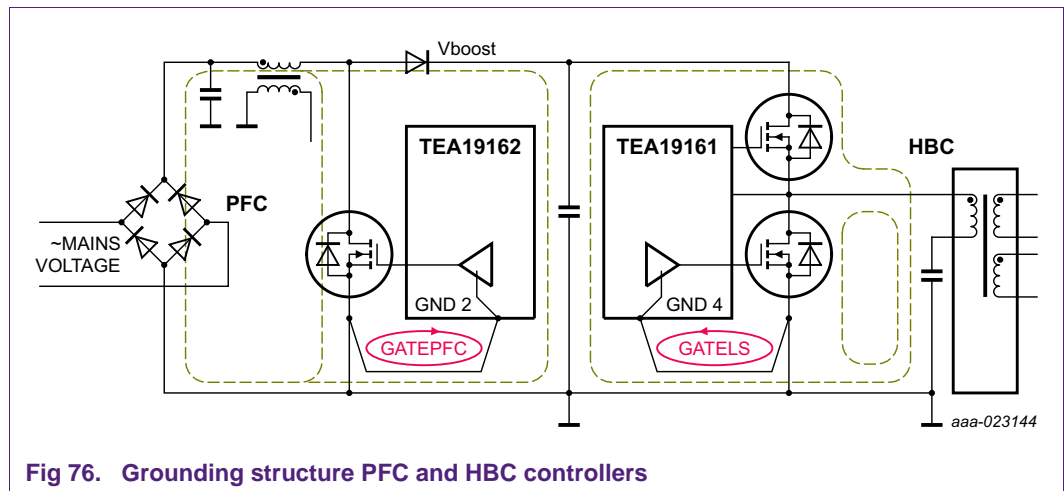 Vboost
TEA19162
TEA19161
HBC
PFC
~MAINS
VOLTAGE
GND 2
GND 4
GATEPFC
GATELS
aaa-023144
Fig 76. Grounding structure PFC and HBC controllers